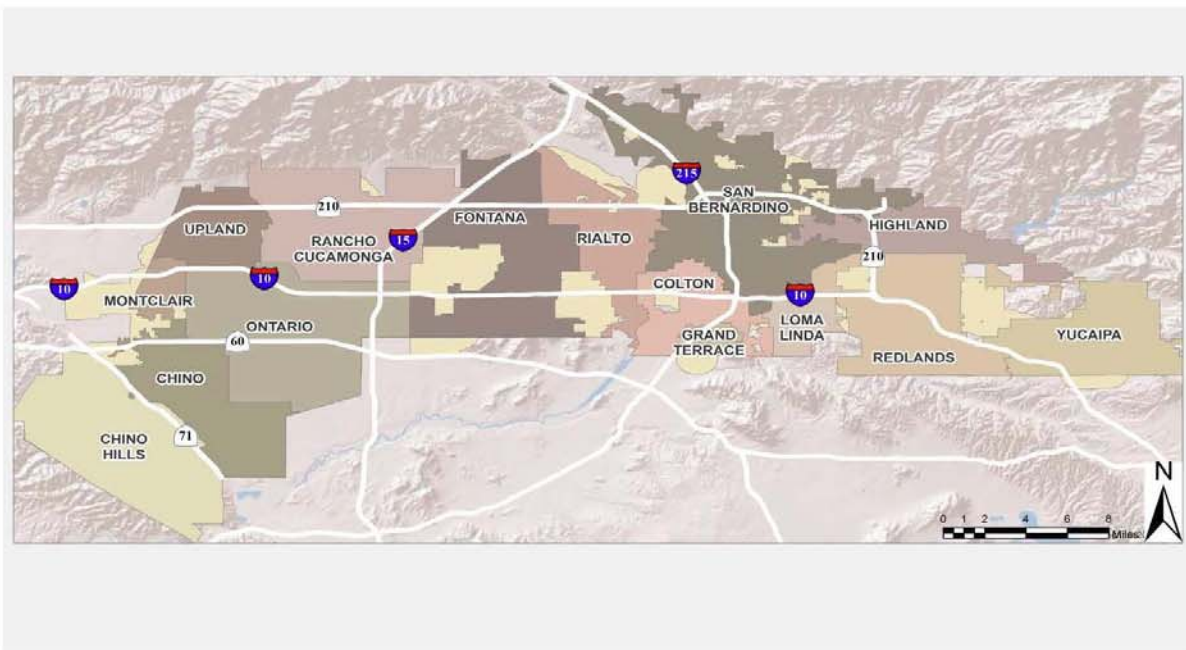 215
SAN
BERNARDINO
210
UPLAND
FONTANA
HIGHLAND
RANCHO
CUCAMONGA
15
RIALTO
210
10
10
COLTON
10
MONTCLAIR
ONTARIO
LOMA
LINDA
60
GRAND
TERRACE
YUCAIPA
REDLANDS
CHINO
71
CHINO
HILLS
N
0 1 2 4 6 8
Miles